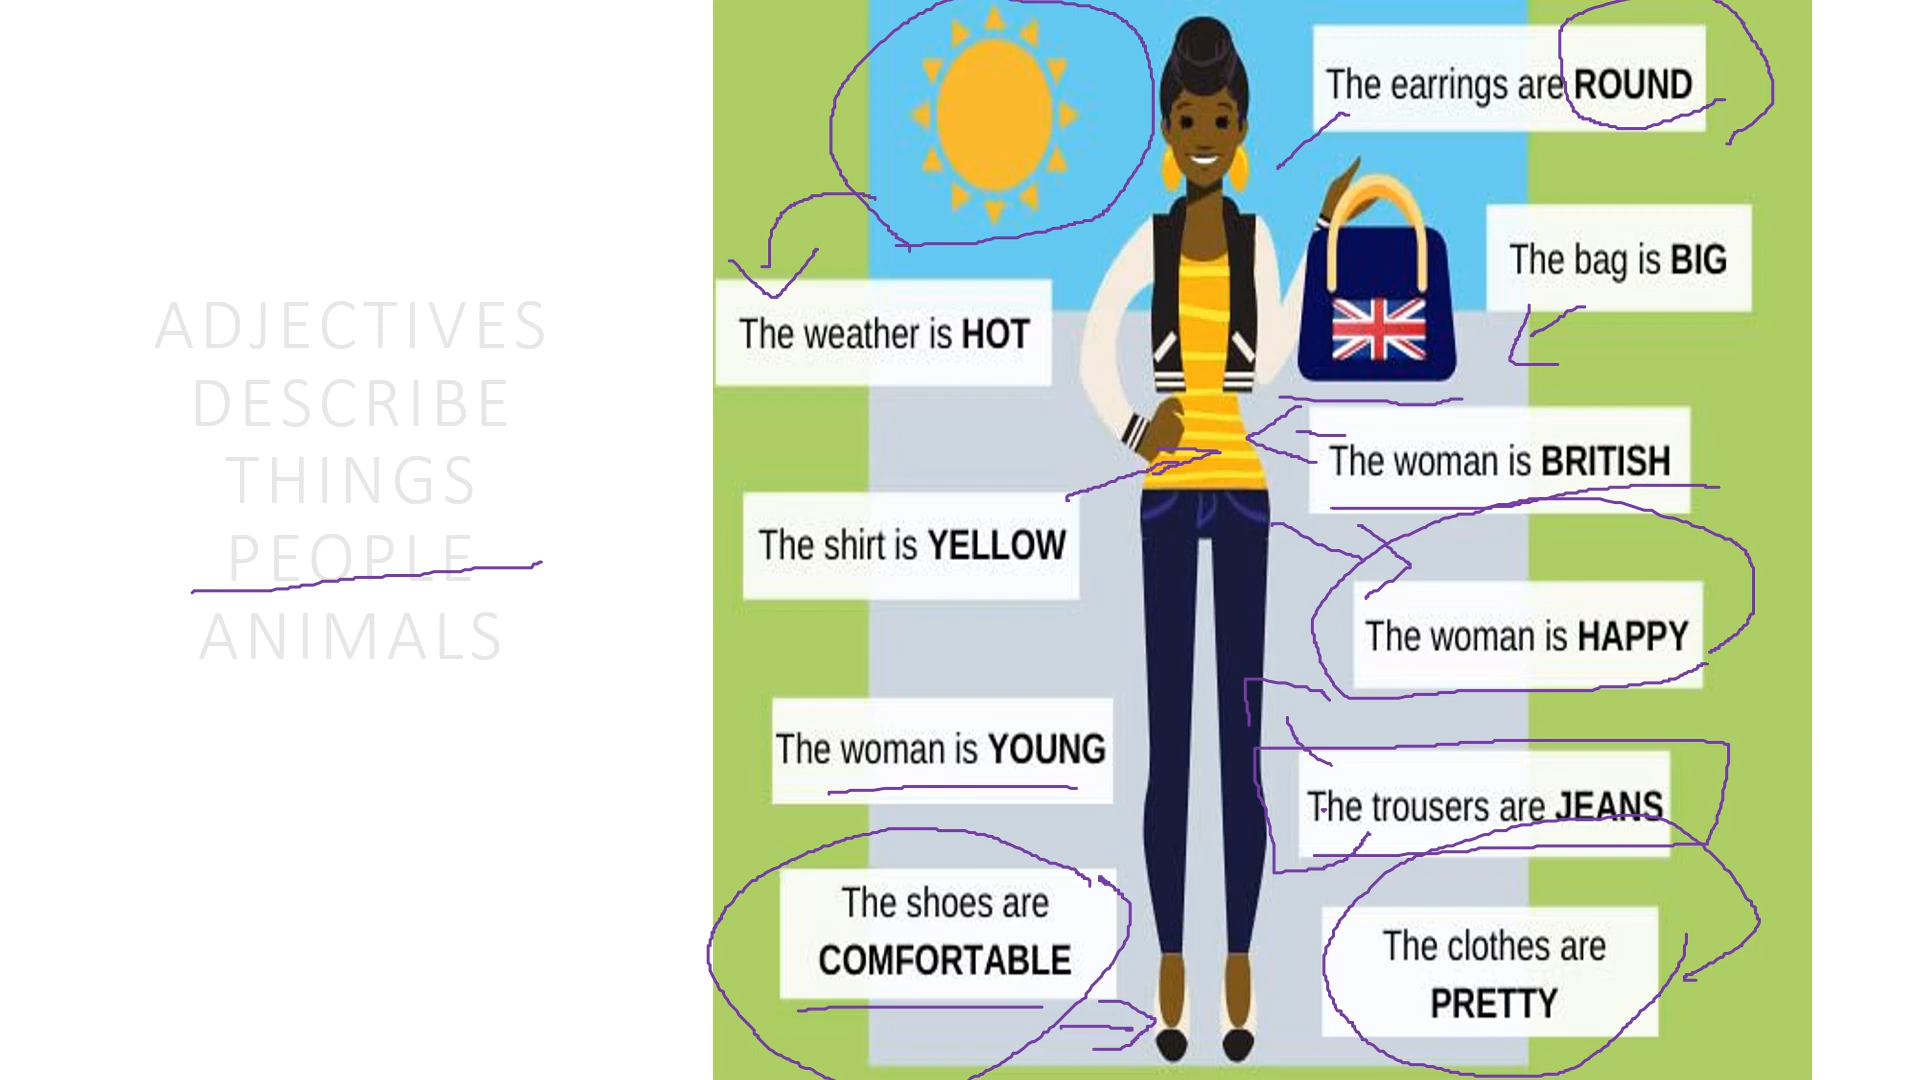 ADJECTIVES
DESCRIBE
THINGS
PEOPLE
ANIMALS
The earrings are ROUND
The bag is BIG
The weather is HOT
The woman is BRITISH
The shirt is YELLOW
The woman is HAPPY
The woman is YOUNG
The trousers are JEANS
The shoes are
COMFORTABLE
The clothes are
PRETTY